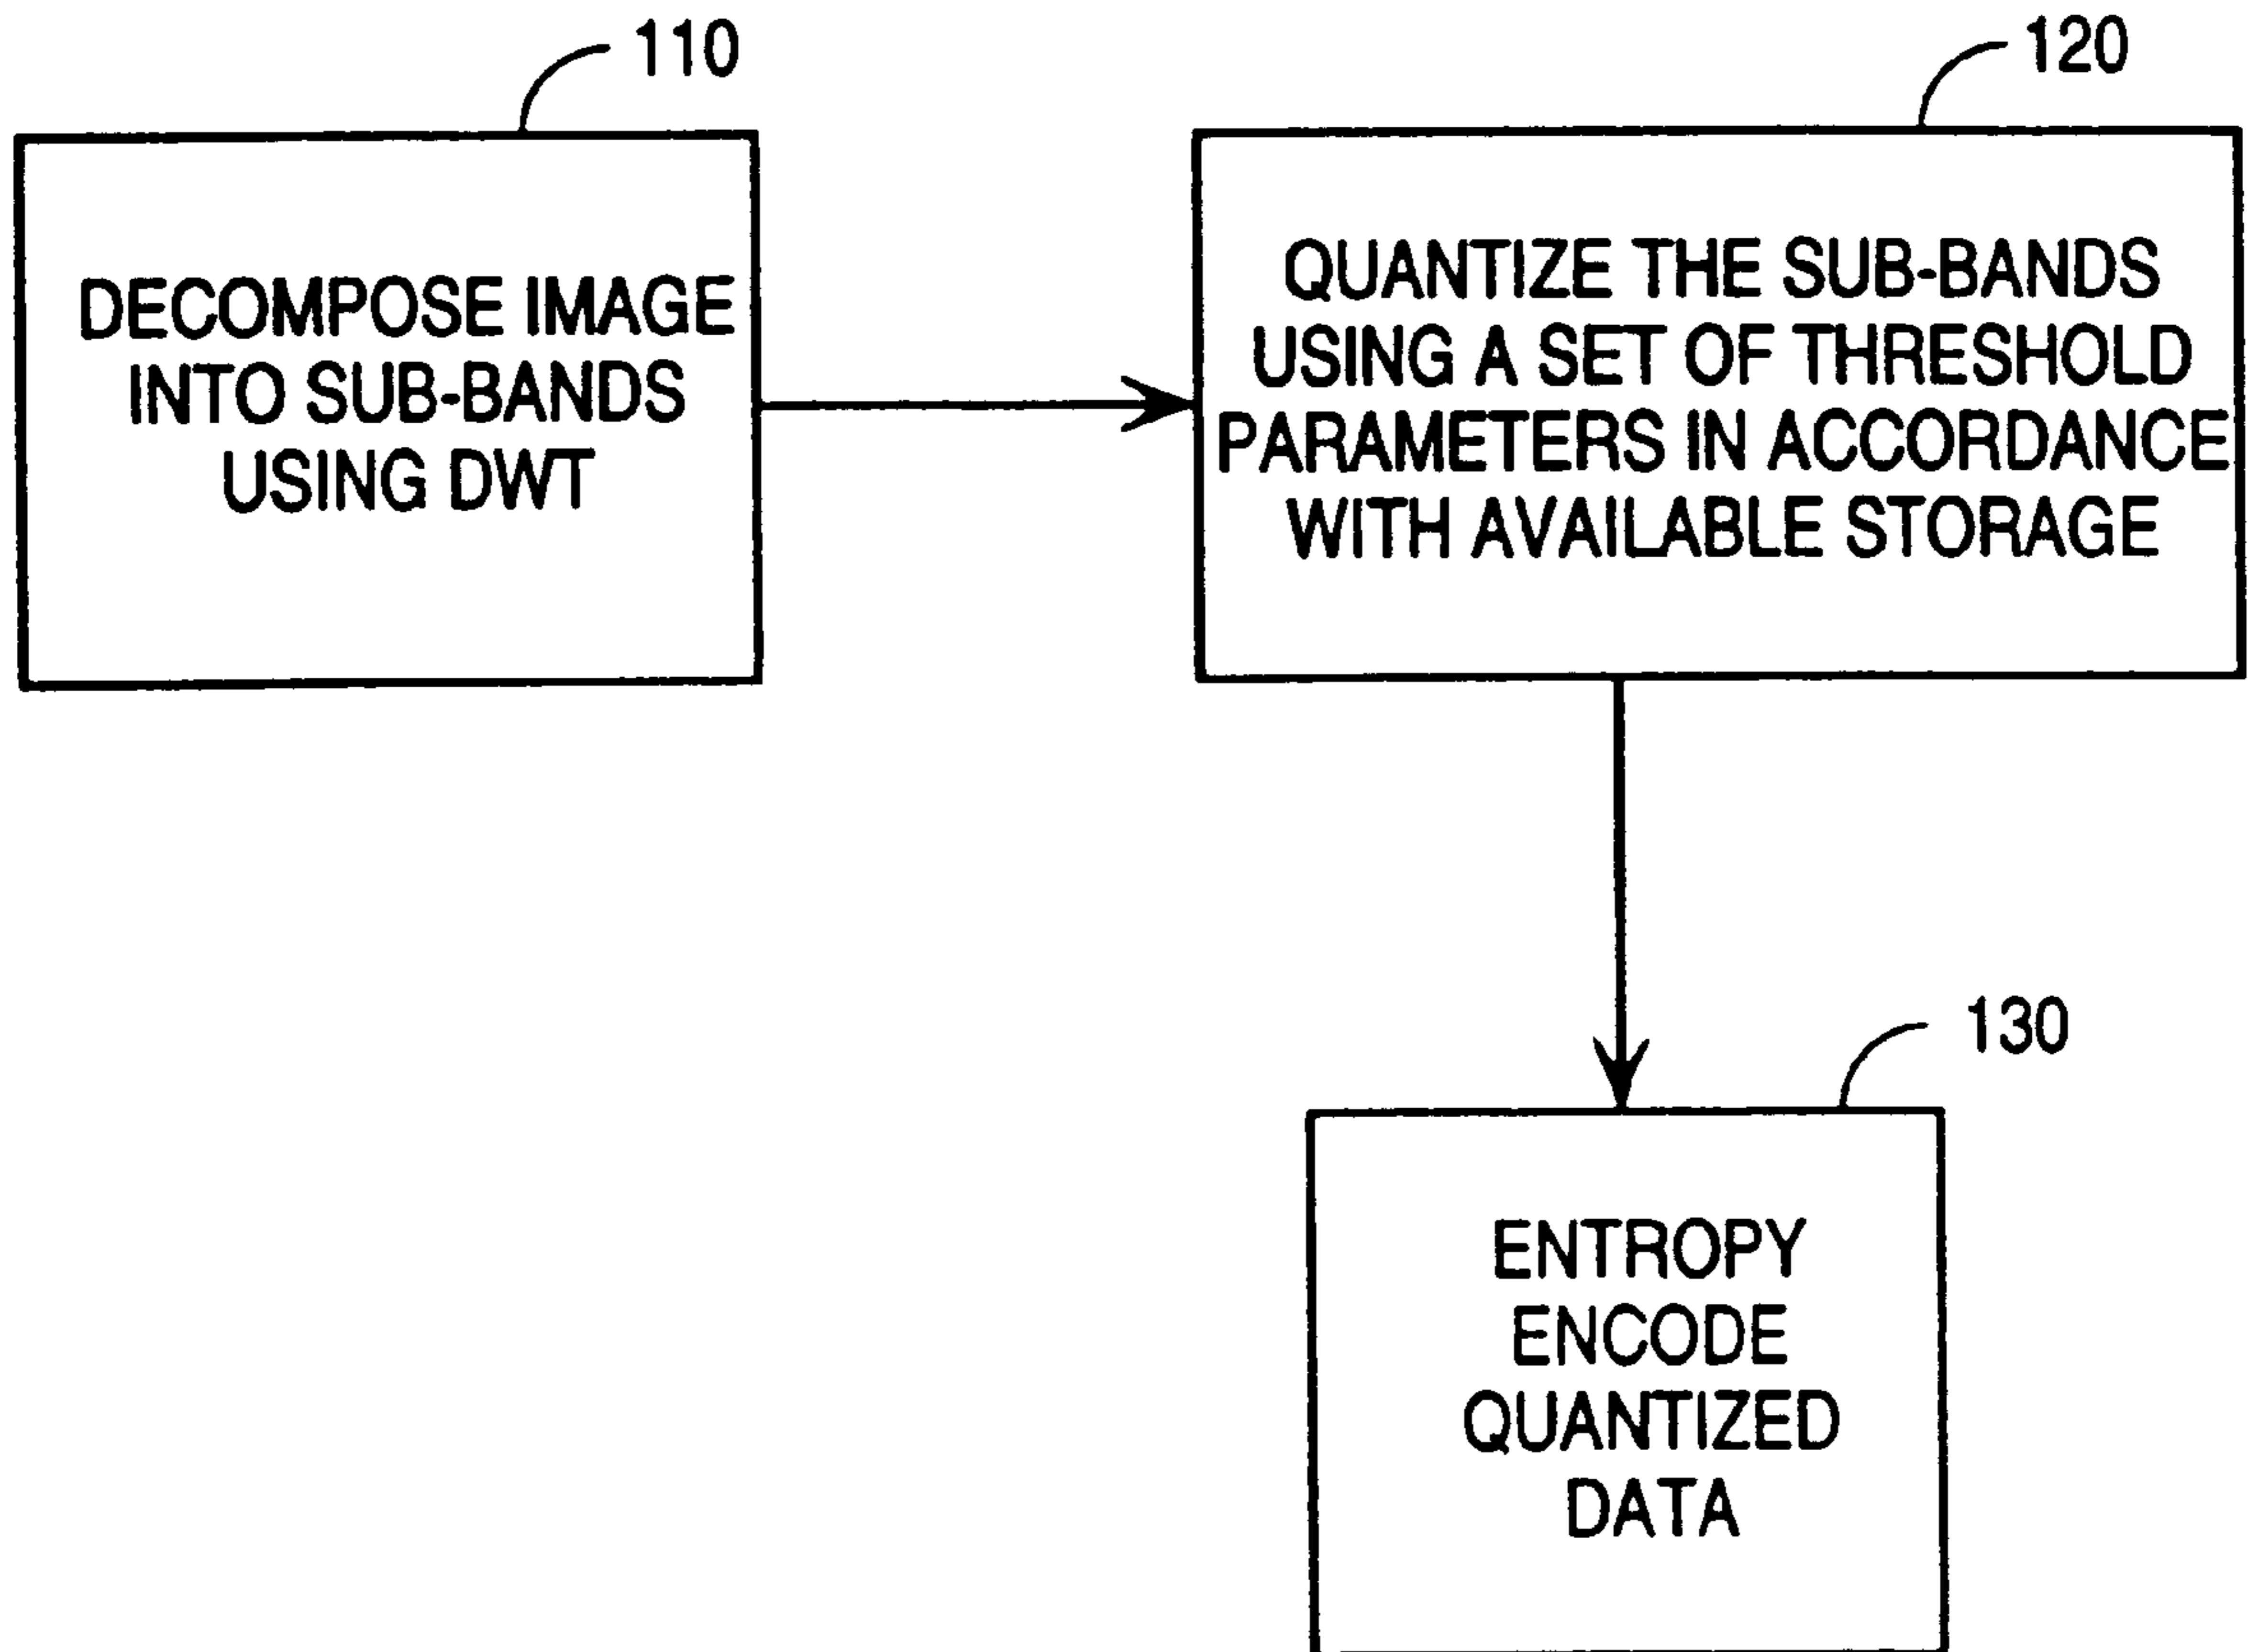 110
DECOMPOSE IMAGE
INTO SUB-BANDS
USING DWT
120
QUANTIZE THE SUB-BANDS
USING A SET OF THRESHOLD
PARAMETERS IN ACCORDANCE
WITH AVAILABLE STORAGE
130
ENTROPY
ENCODE
QUANTIZED
DATA